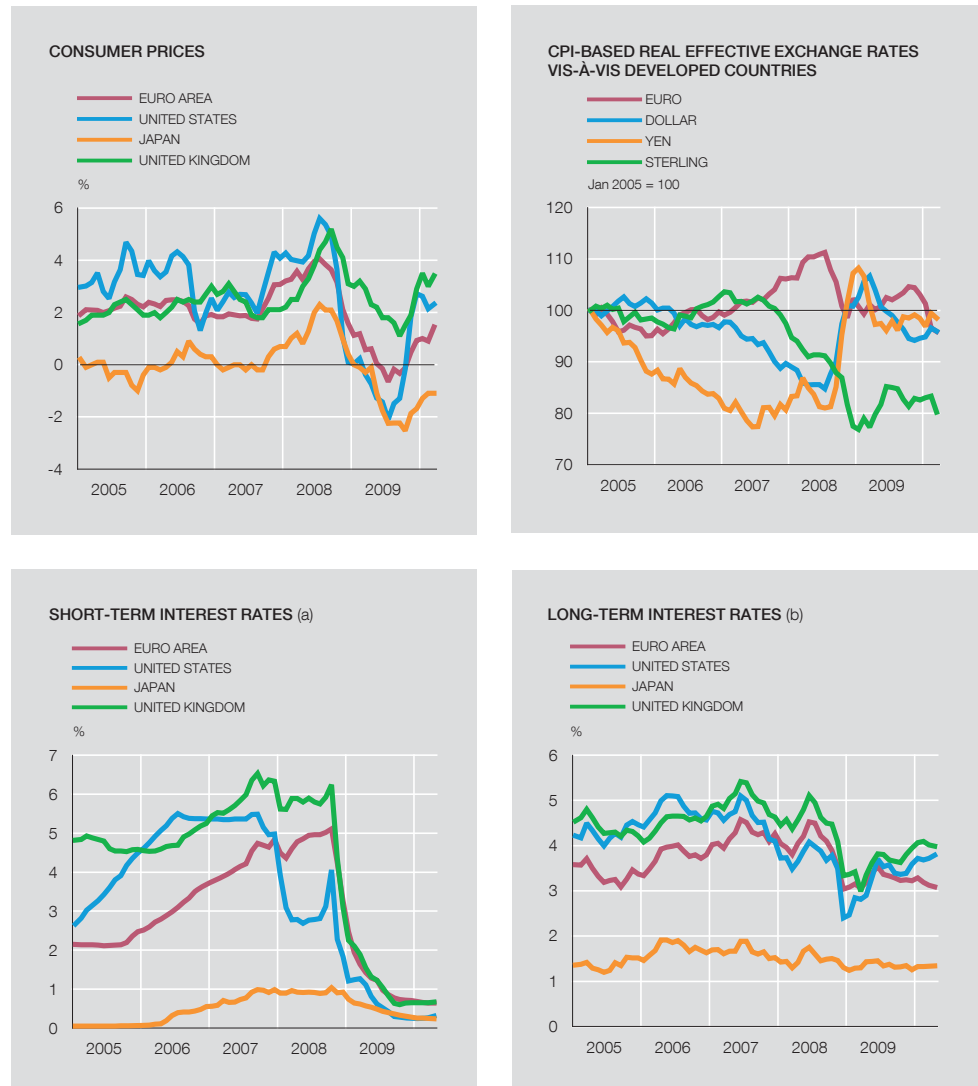 CONSUMER PRICES
EURO AREA
UNITED STATES
JAPAN
UNITED KINGDOM
%
6
4
2
0
-2
-4
2005 2006 2007 2008 2009
CPI-BASED REAL EFFECTIVE EXCHANGE RATES
VIS-À-VIS DEVELOPED COUNTRIES
EURO
DOLLAR
YEN
STERLING
Jan 2005 = 100
120
110
100
90
80
70
2005 2006 2007 2008 2009
SHORT-TERM INTEREST RATES (a)
EURO AREA
UNITED STATES
JAPAN
UNITED KINGDOM
%
7
6
5
4
3
2
1
0
2005 2006 2007 2008 2009
LONG-TERM INTEREST RATES (b)
EURO AREA
UNITED STATES
JAPAN
UNITED KINGDOM
%
6
5
4
3
2
1
0
2005 2006 2007 2008 2009